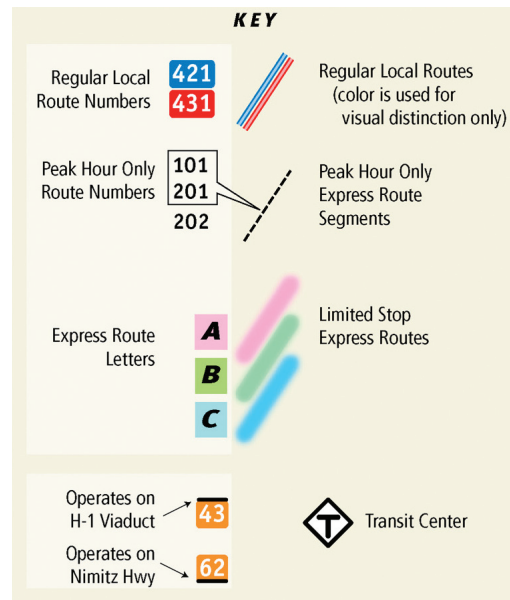 KEY
Regular Local
Route Numbers
421
431
Regular Local Routes
(color is used for
visual distinction only)
Peak Hour Only
Route Numbers
101
201
202
Peak Hour Only
Express Route
Segments
Express Route
Letters
A
B
C
Limited Stop
Express Routes
Operates on
H-1 Viaduct
43
Operates on
Nimitz Hwy
62
T
Transit Center